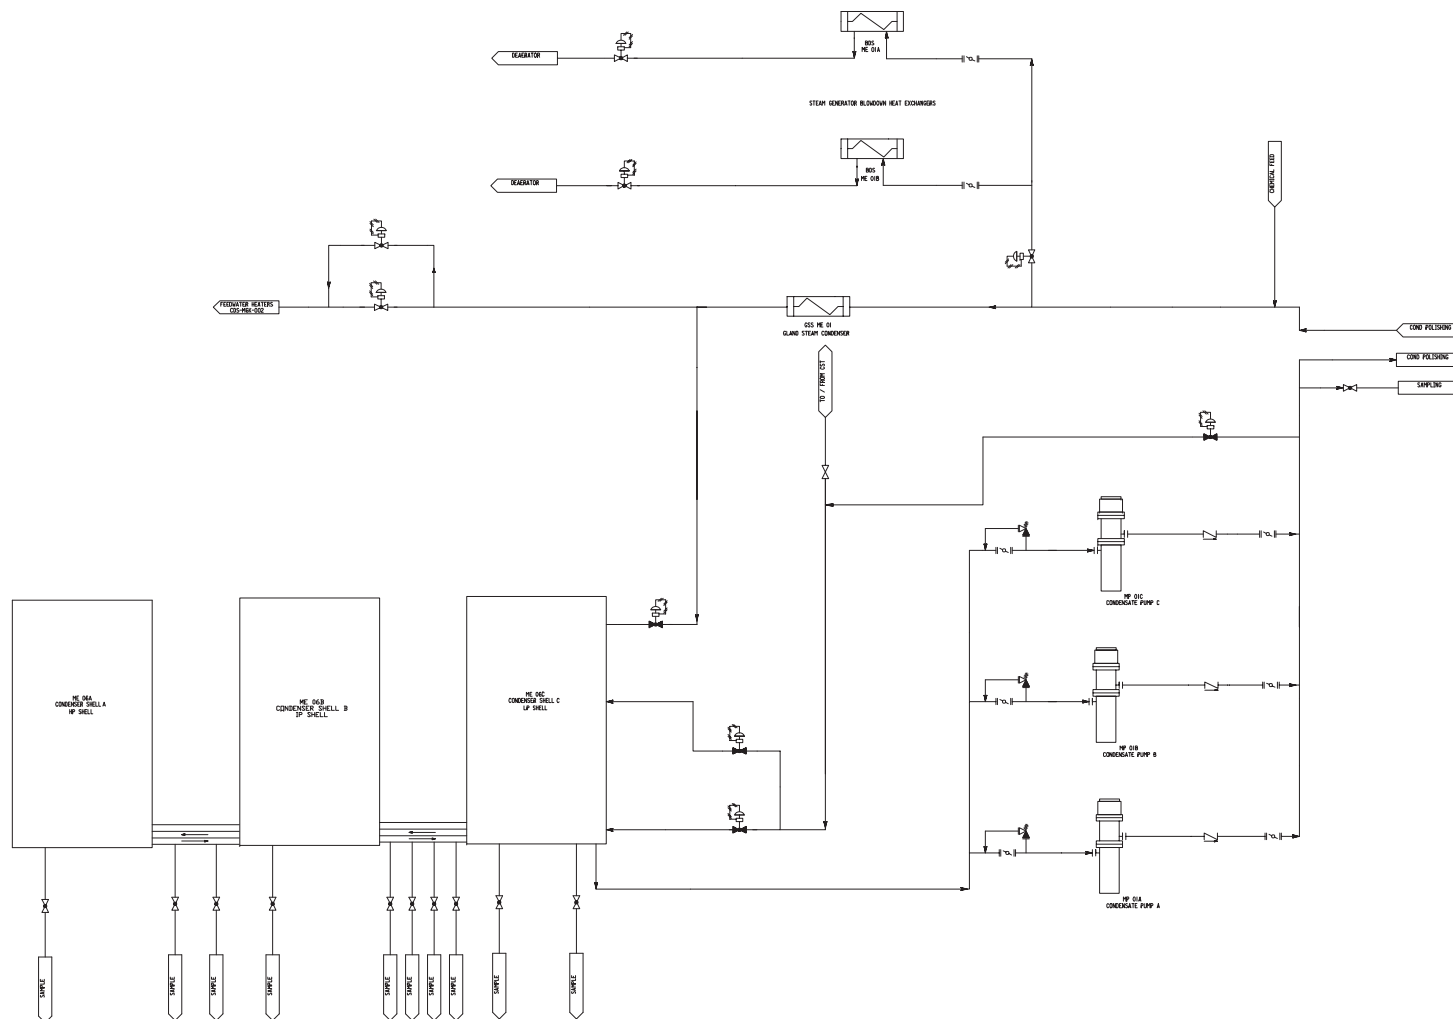 BDS
ME 01A
DEAERATOR
STEAM GENERATOR BLOWDOWN HEAT EXCHANGERS
BDS
ME 01B
DEAERATOR
CHEMICAL FEED
FEEDWATER HEATERS
CDS-M6K-002
GSS ME 01
GLAND STEAM CONDENSER
COND POLISHING
COND POLISHING
SAMPLING
TO / FROM CST
MP 01C
CONDENSATE PUMP C
ME 06A
CONDENSER SHELL A
HP SHELL
ME 06B
CONDENSER SHELL B
IP SHELL
ME 06C
CONDENSER SHELL C
LP SHELL
MP 01B
CONDENSATE PUMP B
MP 01A
CONDENSATE PUMP A
SAMPLE
SAMPLE
SAMPLE
SAMPLE
SAMPLE
SAMPLE
SAMPLE
SAMPLE
SAMPLE
SAMPLE